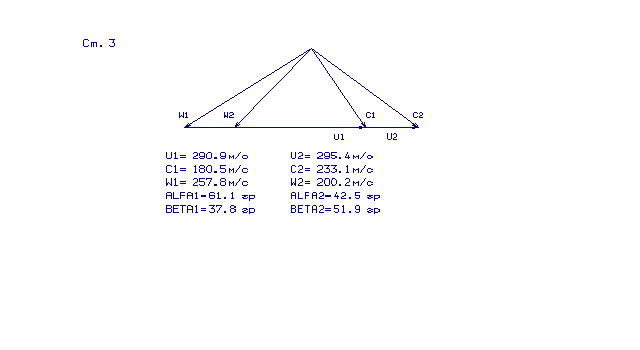 Ст. 3
W1 W2 C1 C2
U1 U2
U1= 290.9м/с U2= 295.4м/с
C1= 180.5м/с C2= 233.1м/с
W1= 257.8м/с W2= 200.2м/с
ALFA1=61.1 гр ALFA2=42.5 гр
BETA1=37.8 гр BETA2=51.9 гр